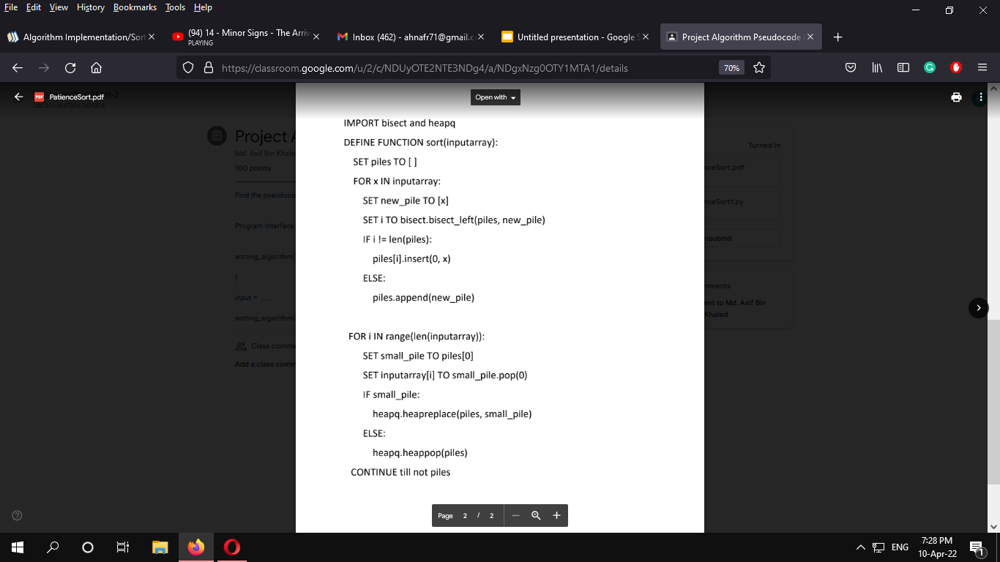 File Edit View History Bookmarks Tools Help
Algorithm Implementation/Sort
(94) 14 - Minor Signs - The Arriv
PLAYING
Inbox (462) - ahnafr71@gmail.c
Untitled presentation - Google S
Project Algorithm Pseudocode
https://classroom.google.com/u/2/c/NDUyOTE2NTE3NDg4/a/NDgxNzg0OTY1MTA1/details
70%
PDF PatienceSort.pdf
Open with
Project A
Md. Asif Bin Khale
100 points
Find the pseudoco
Program Interface
sorting_algorithm(
}
input = ......
sorting_algorithm(
Class comme
Add a class comm
Turned in
nceSort.pdf
nceSort1.py
nsubmit
mments
ent to Md. Asif Bin
Khaled
IMPORT bisect and heapq
DEFINE FUNCTION sort(inputarray):
SET piles TO [ ]
FOR x IN inputarray:
SET new_pile TO [x]
SET i TO bisect.bisect_left(piles, new_pile)
IF i != len(piles):
piles[i].insert(0, x)
ELSE:
piles.append(new_pile)
FOR i IN range(len(inputarray)):
SET small_pile TO piles[0]
SET inputarray[i] TO small_pile.pop(0)
IF small_pile:
heapq.heapreplace(piles, small_pile)
ELSE:
heapq.heappop(piles)
CONTINUE till not piles
Page 2 / 2
ENG
7:28 PM
10-Apr-22
1